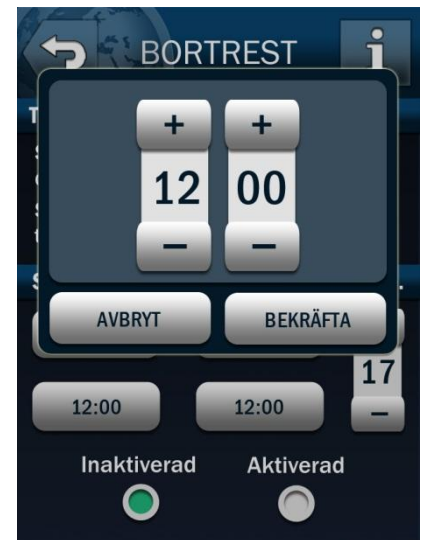 BORTREST
i
+ +
12 00
− −
AVBRYT BEKRÄFTA
17
12:00 12:00 −
Inaktiverad Aktiverad